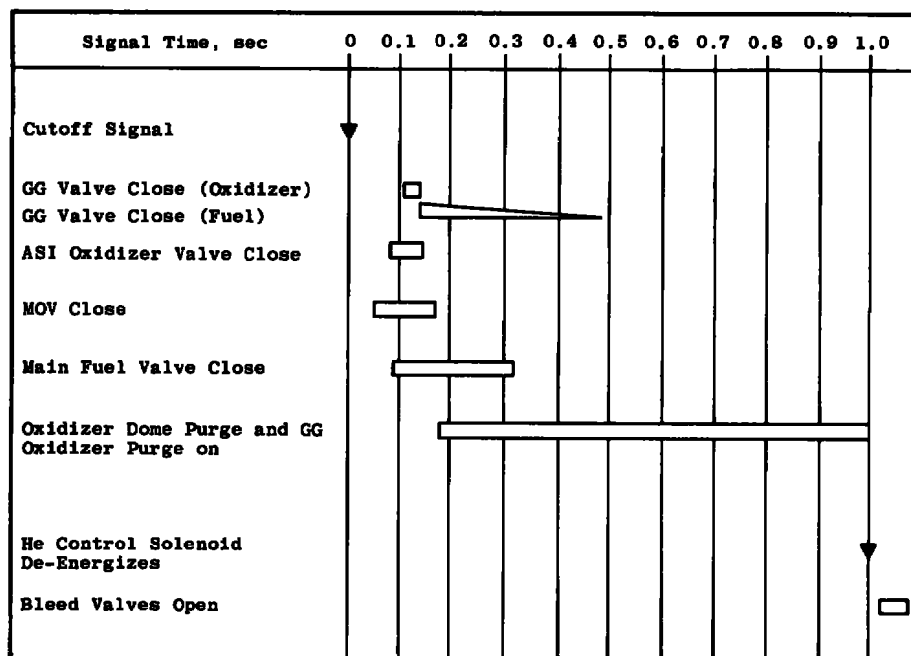 Signal Time, sec 0 0.1 0.2 0.3 0.4 0.5 0.6 0.7 0.8 0.9 1.0
Cutoff Signal
GG Valve Close (Oxidizer)
GG Valve Close (Fuel)
ASI Oxidizer Valve Close
MOV Close
Main Fuel Valve Close
Oxidizer Dome Purge and GG
Oxidizer Purge on
He Control Solenoid
De-Energizes
Bleed Valves Open